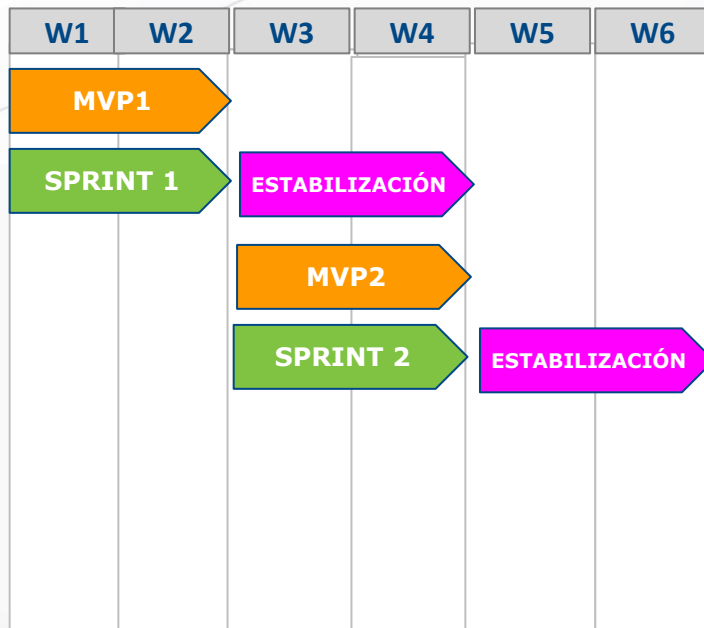 W1 W2 W3 W4 W5 W6
MVP1
SPRINT 1 ESTABILIZACIÓN
MVP2
SPRINT 2 ESTABILIZACIÓN